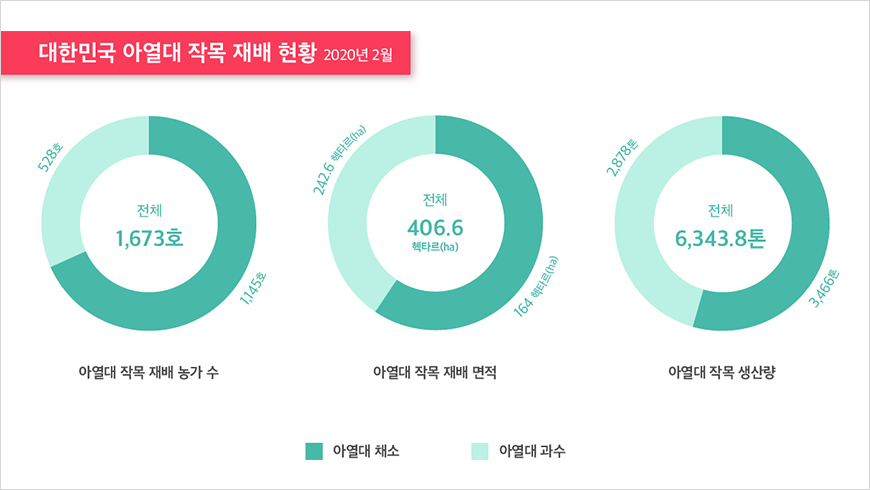 대한민국 아열대 작목 재배 현황 2020년 2월
528호
전체
1,673호
1,145호
아열대 작목 재배 농가 수
242.6 헥타르(ha)
전체
406.6
헥타르(ha)
164 헥타르(ha)
아열대 작목 재배 면적
2,878톤
전체
6,343.8톤
3,466톤
아열대 작목 생산량
아열대 채소
아열대 과수